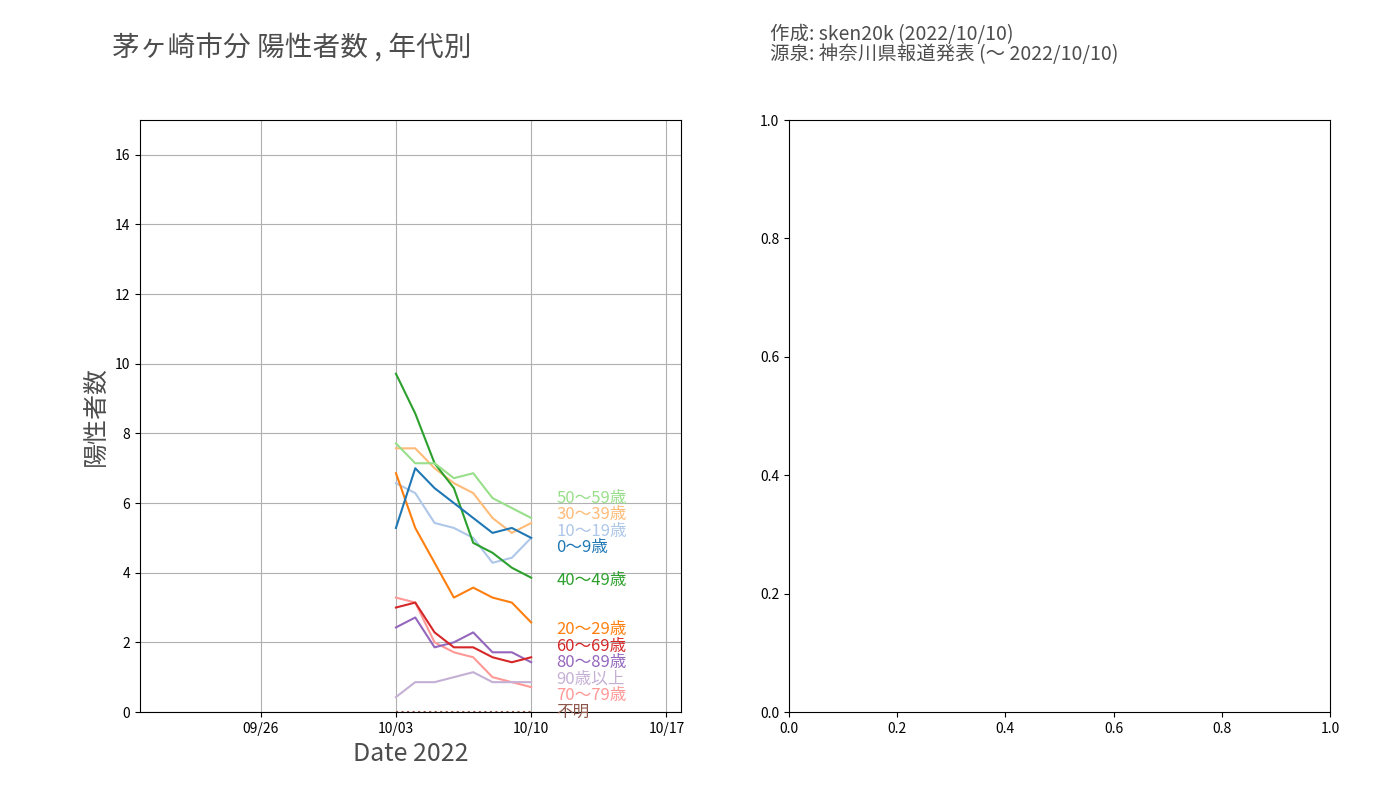 茅ヶ崎市分 陽性者数 , 年代別
作成: sken20k (2022/10/10)
源泉: 神奈川県報道発表 (～ 2022/10/10)
陽性者数
16
14
12
10
8
6
4
2
0
50～59歳
30～39歳
10～19歳
0～9歳
40～49歳
20～29歳
60～69歳
80～89歳
90歳以上
70～79歳
不明
09/26 10/03 10/10 10/17
Date 2022
1.0
0.8
0.6
0.4
0.2
0.0
0.0 0.2 0.4 0.6 0.8 1.0